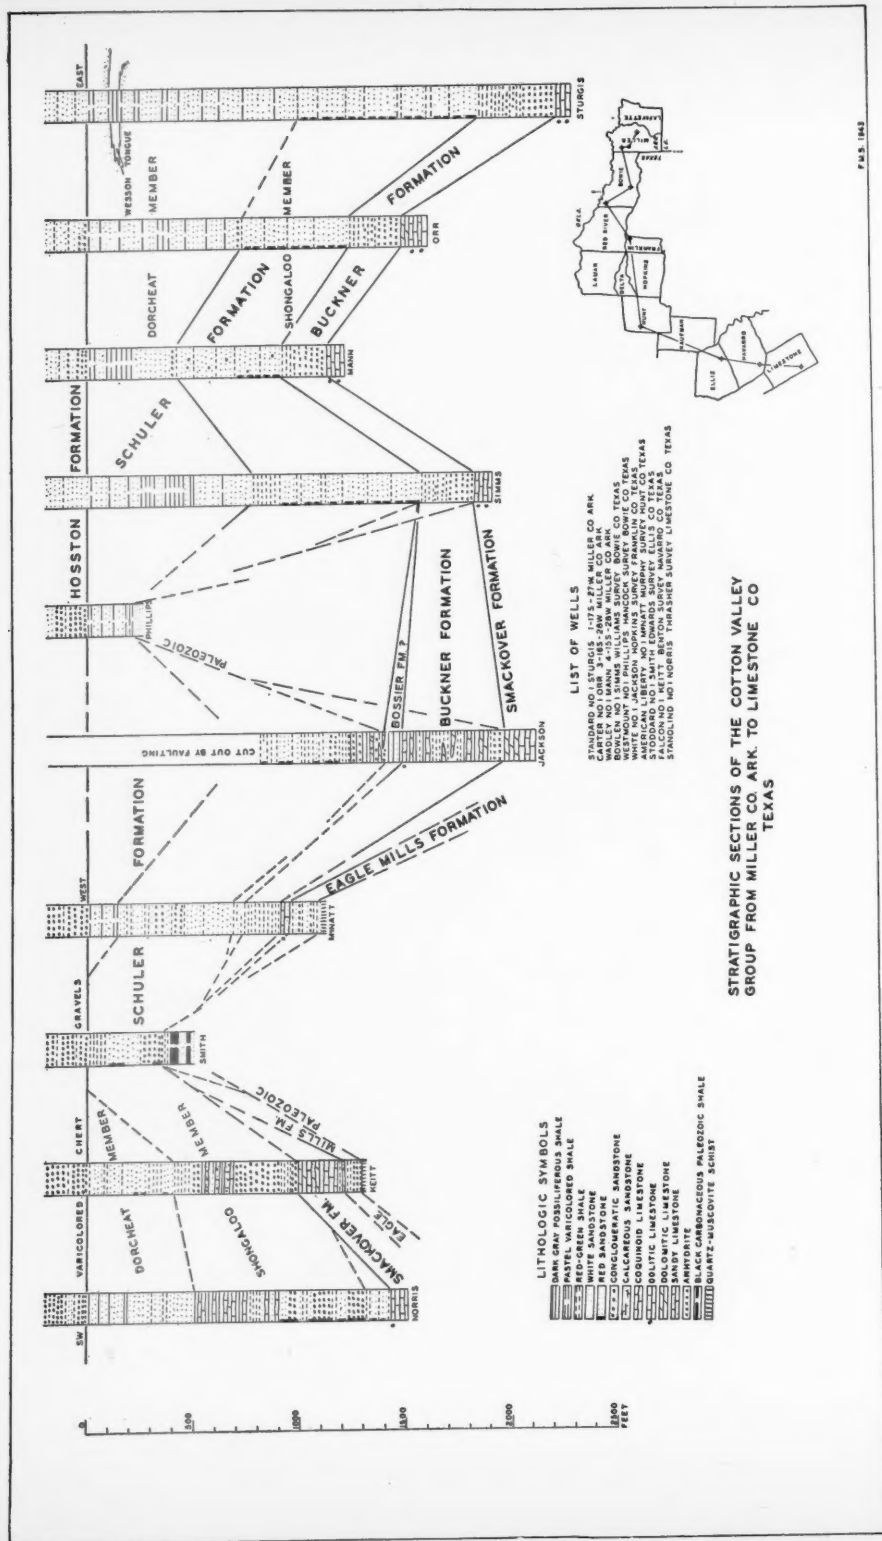 SW
VARICOLORED
CHERT
GRAVELS
WEST
HOSSTON
FORMATION
EAST
WESSON TONGUE
DORCHEAT
MEMBER
SHONGALOO
MEMBER
SMACKOVER FM.
EAGLE
MILLS FM.
PALEOZOIC
SCHULER
FORMATION
EAGLE MILLS FORMATION
CUT OUT BY FAULTING
BOSSIER FM ?
BUCKNER FORMATION
SMACKOVER FORMATION
PALEOZOIC
SCHULER
FORMATION
DORCHEAT
MEMBER
SHONGALOO
MEMBER
BUCKNER
FORMATION
NORRIS
KEITT
SMITH
McNATT
JACKSON
PHILLIPS
SIMMS
MANN
ORR
STURGIS
0
500
1000
1500
2000
2500
FEET
LITHOLOGIC SYMBOLS
DARK GRAY FOSSILIFEROUS SHALE
PASTEL VARICOLORED SHALE
RED-GREEN SHALE
WHITE SANDSTONE
RED SANDSTONE
CONGLOMERATIC SANDSTONE
CALCAREOUS SANDSTONE
COQUINOID LIMESTONE
OOLITIC LIMESTONE
DOLOMITIC LIMESTONE
SANDY LIMESTONE
ANHYDRITE
BLACK CARBONACEOUS PALEOZOIC SHALE
QUARTZ-MUSCOVITE SCHIST
LIST OF WELLS
STANDARD NO 1 STURGIS 1-17S-27W MILLER CO ARK.
CARTER NO 1 ORR 3-16S-28W MILLER CO ARK
WADLEY NO 1 MANN 4-15S-28W MILLER CO ARK
BOWLEN NO 1 SIMMS WILLIAMS SURVEY BOWIE CO TEXAS
WESTMOUNT NO 1 PHILLIPS HANCOCK SURVEY BOWIE CO TEXAS
WHITE NO 1 JACKSON HOPKINS SURVEY FRANKLIN CO TEXAS
AMERICAN LIBERTY NO 1 McNATT MURPHY SURVEY HUNT CO TEXAS
STODDARD NO 1 SMITH EDWARDS SURVEY ELLIS CO TEXAS
FALCON NO 1 KEITT BENTON SURVEY NAVARRO CO TEXAS
STANOLIND NO 1 NORRIS THRASHER SURVEY LIMESTONE CO TEXAS
STRATIGRAPHIC SECTIONS OF THE COTTON VALLEY
GROUP FROM MILLER CO. ARK. TO LIMESTONE CO
TEXAS
OKLA
LAMAR
RED RIVER
BOWIE
TEXAS
ARK
MILLER
LAFAYETTE
DELTA
FRANKLIN
HOPKINS
HUNT
KAUFMAN
ELLIS
NAVARRO
LIMESTONE
F.M.S. 1943